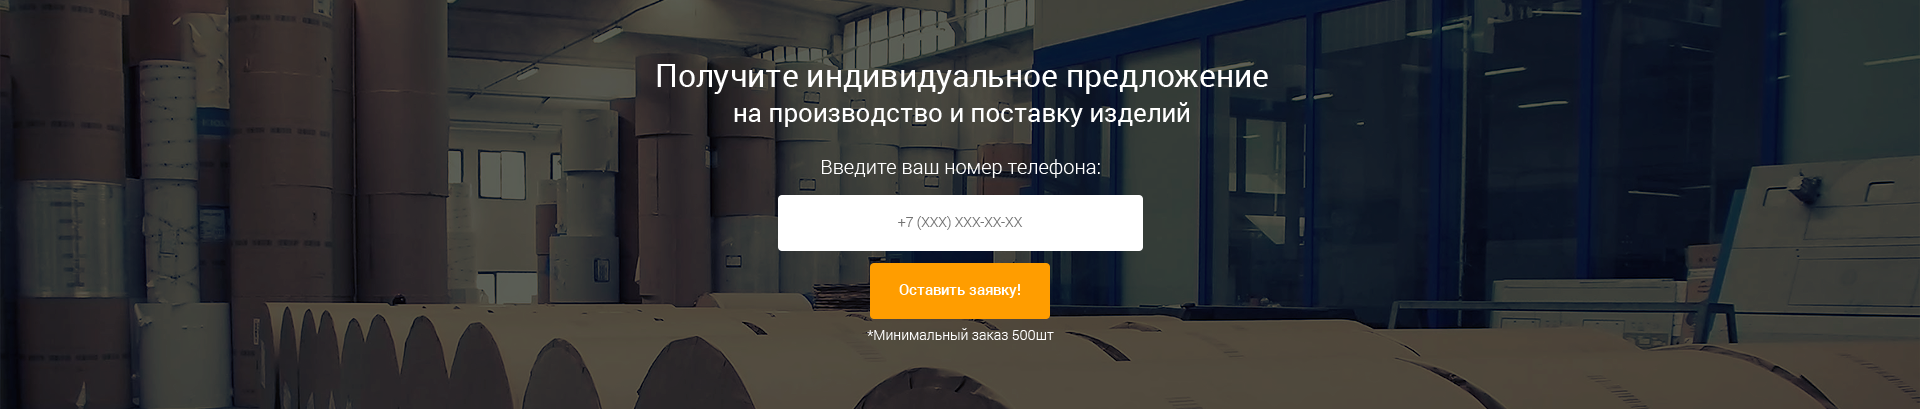 Получите индивидуальное предложение
на производство и поставку изделий
Введите ваш номер телефона:
+7 (XXX) XXX-XX-XX
Оставить заявку!
*Минимальный заказ 500шт